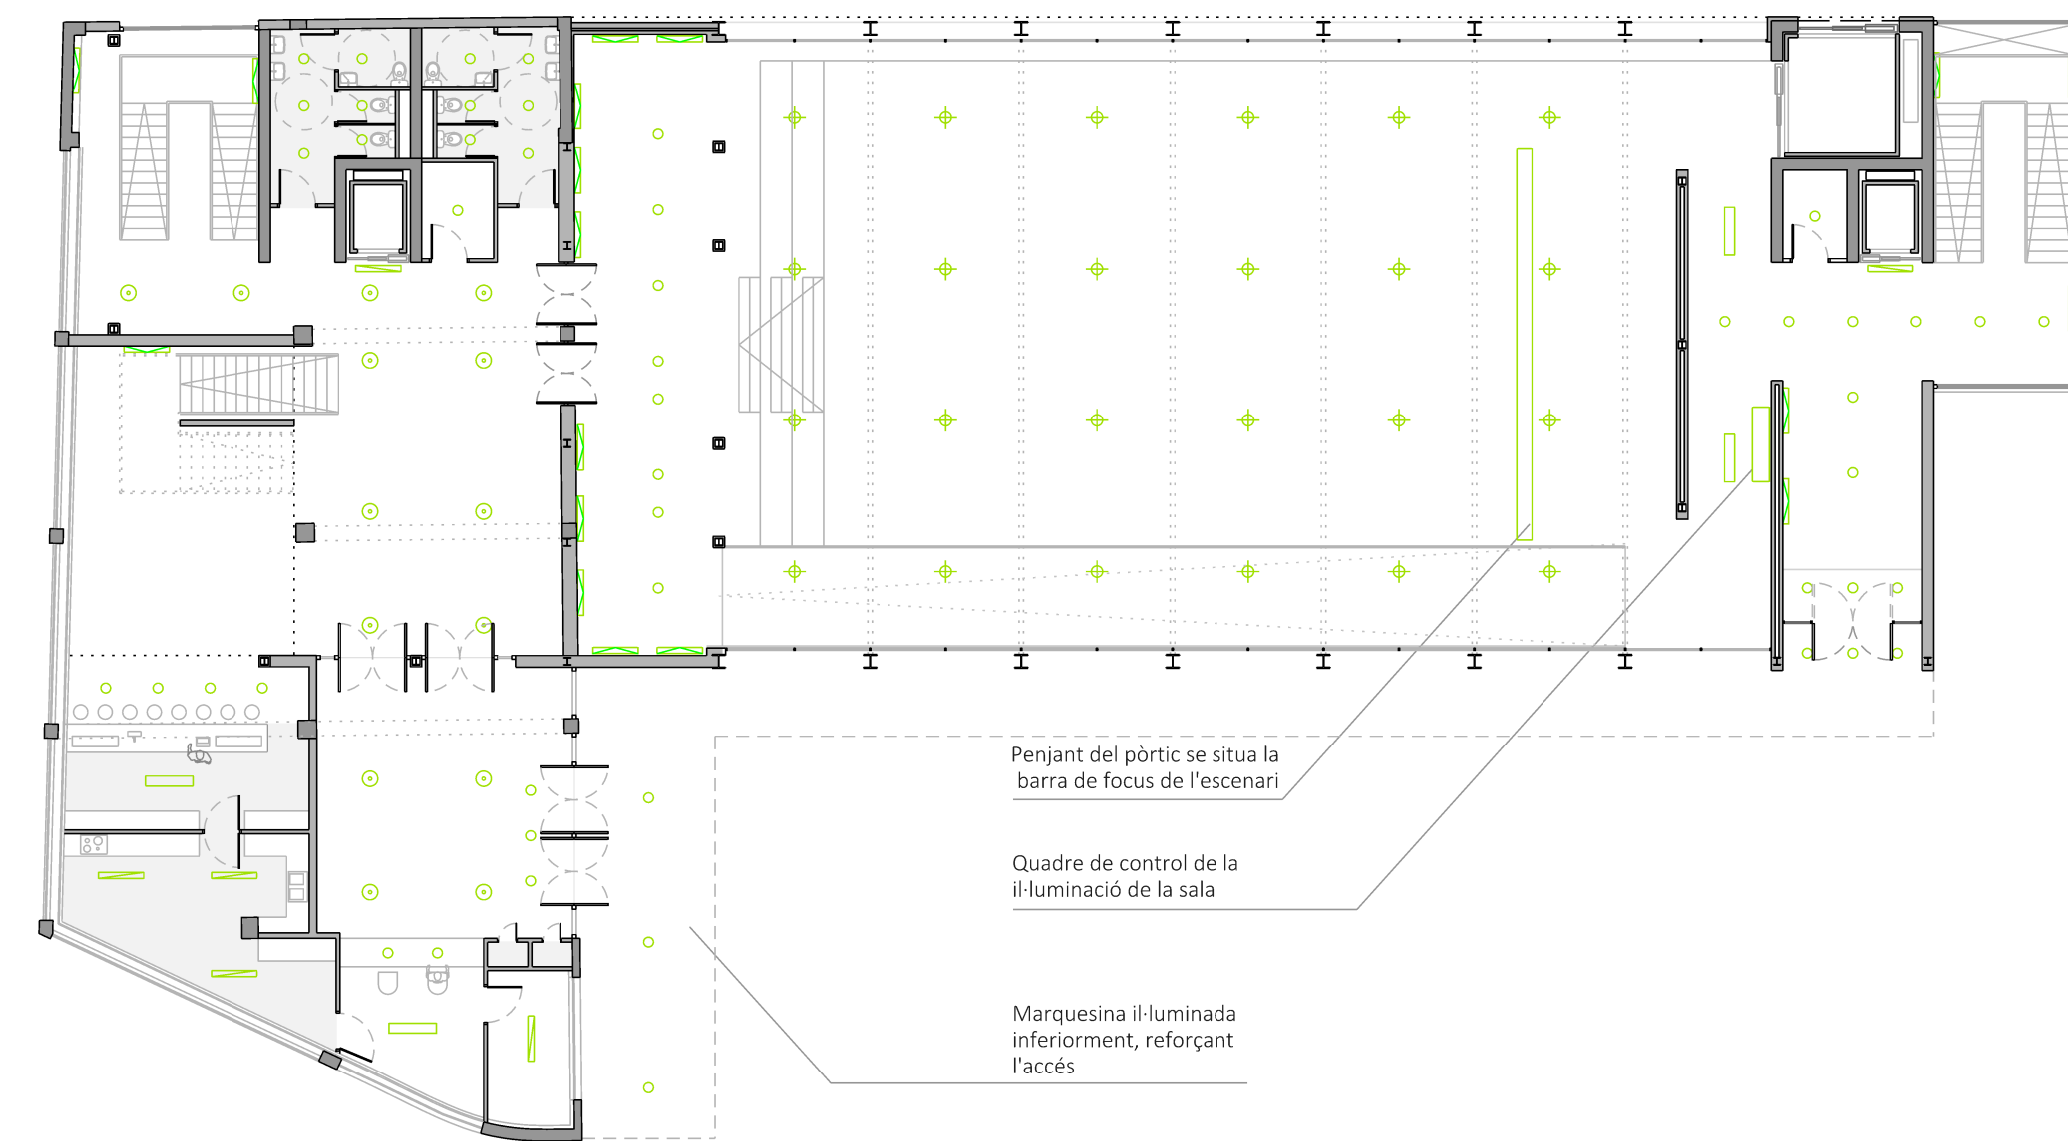 Penjant del pòrtic se situa la
barra de focus de l'escenari
Quadre de control de la
il·luminació de la sala
Marquesina il·luminada
inferiorment, reforçant
l'accés